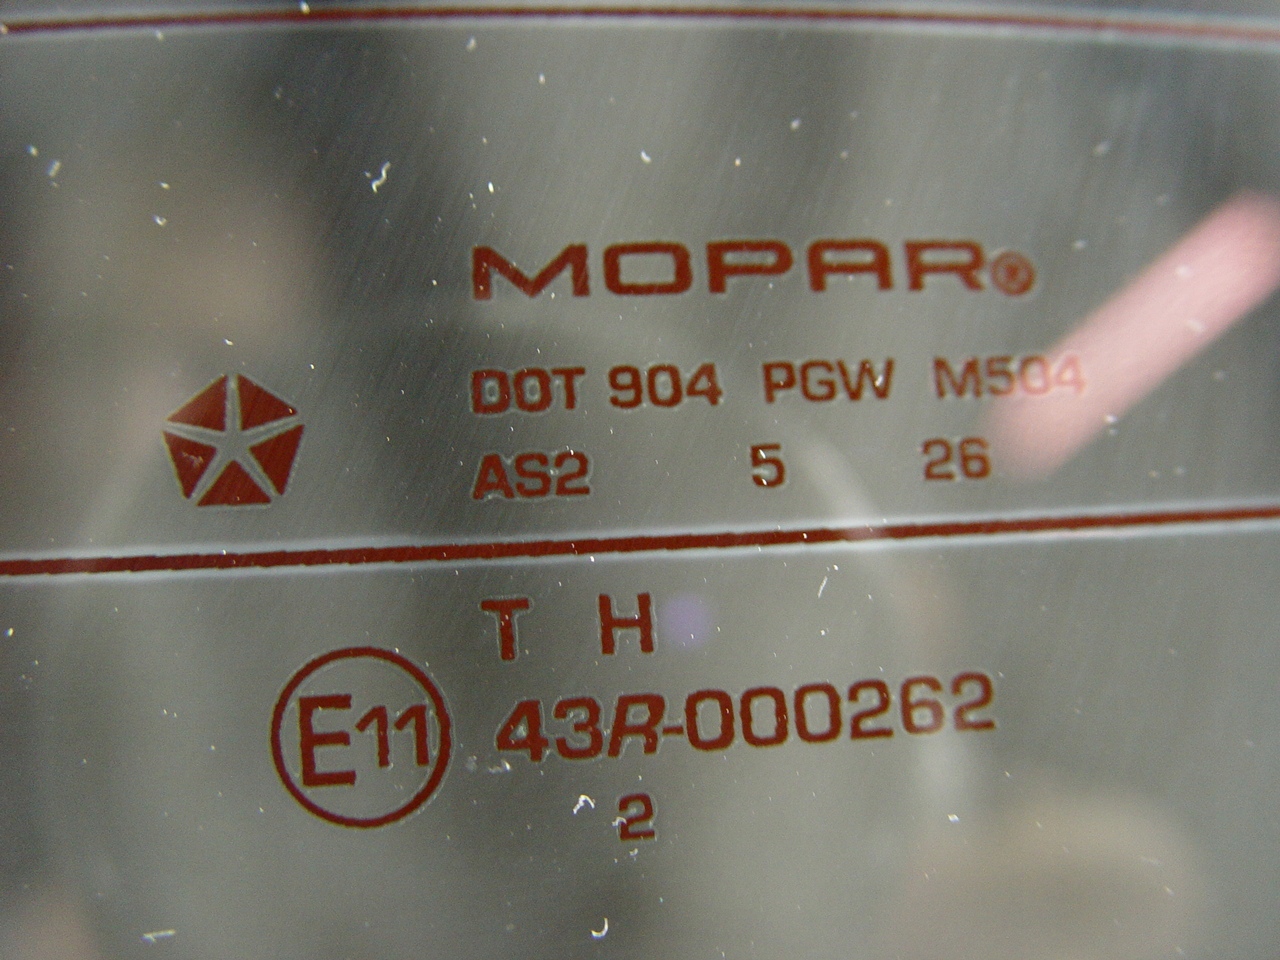 MOPAR®
DOT 904 PGW M504
AS2 5 26
T H
E11 43R-000262
2